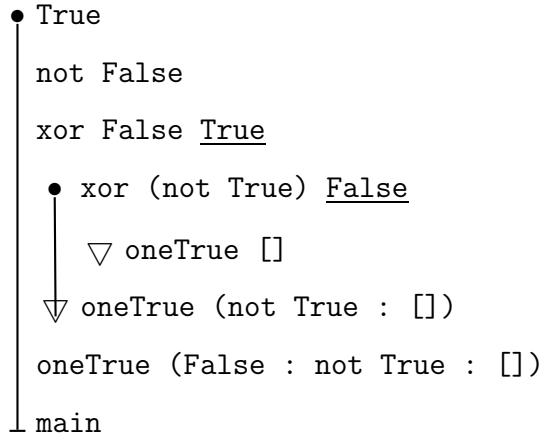 True
not False
xor False True
xor (not True) False
oneTrue []
oneTrue (not True : [])
oneTrue (False : not True : [])
main